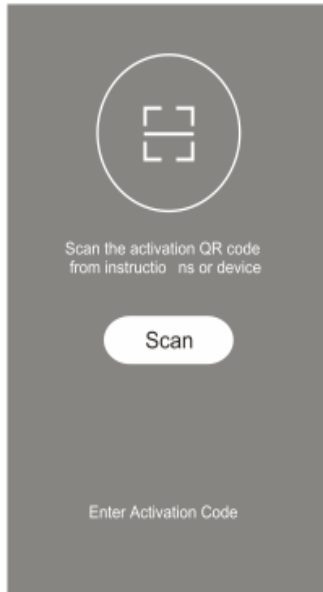 Scan the activation QR code
from instructio ns or device
Scan
Enter Activation Code